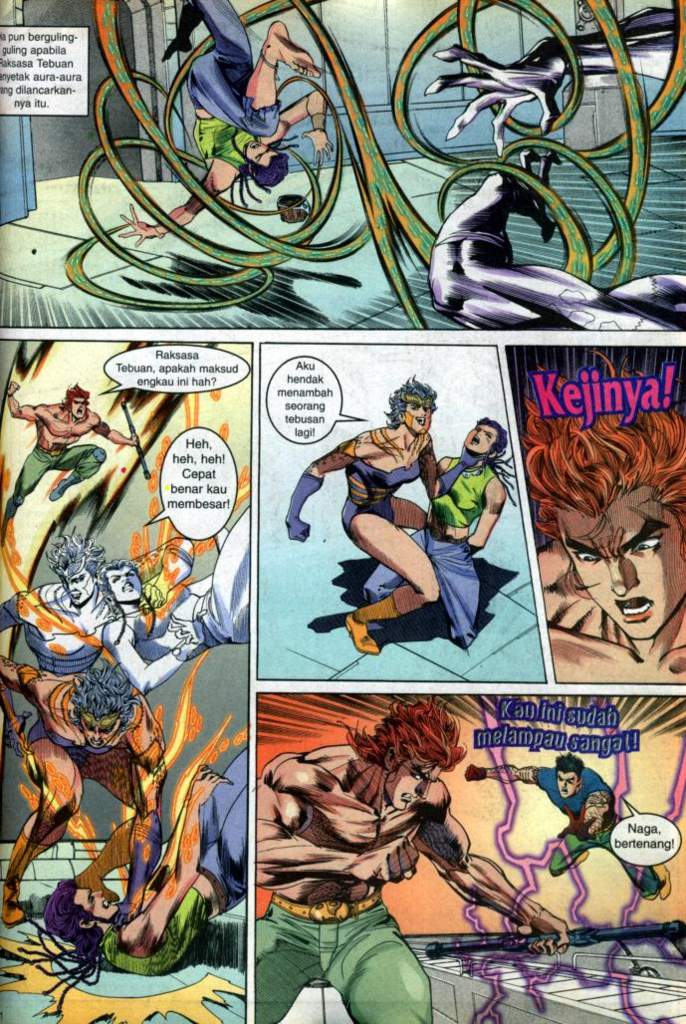 pun berguling-
guling apabila
Raksasa Tebuan
aura-aura
dilancarkan-
nya itu.
Raksasa
Tebuan, apakah maksud
engkau ini hah?
Heh,
heh, heh!
Cepat
benar kau
membesar!
Aku
hendak
menambah
seorang
tebusan
lagi!
Kejinya!
Kau ini sudah
melampau sangat!
Naga,
bertenang!